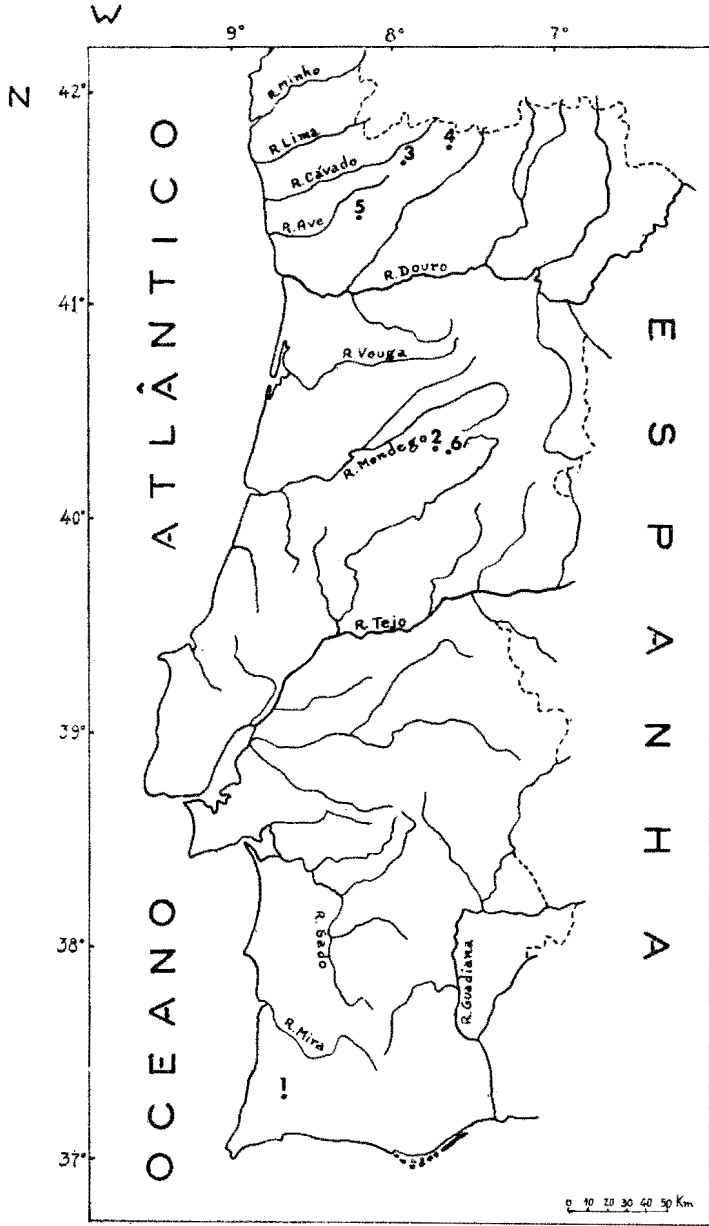 W
9° 8° 7°
N
42°
41°
40°
39°
38°
37°
R. Minho
R. Lima
R. Cávado
R. Ave
3
4
5
R. Douro
R. Vouga
R. Mondego
2
6
R. Tejo
R. Sado
R. Guadiana
R. Mira
1
OCEANO ATLÂNTICO
ESPANHA
0 10 20 30 40 50 Km